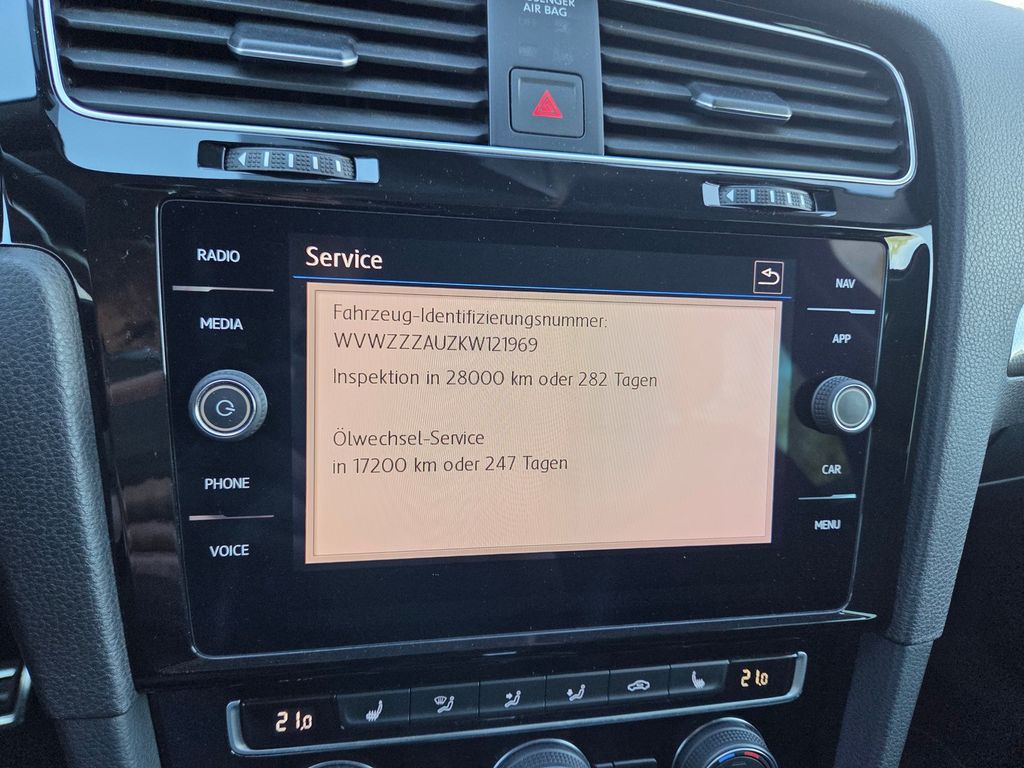 AIR BAG
Service
RADIO
MEDIA
PHONE
VOICE
Fahrzeug-Identifizierungsnummer:
WVWZZZAUZKW121969
Inspektion in 28000 km oder 282 Tagen
Ölwechsel-Service
in 17200 km oder 247 Tagen
NAV
APP
CAR
MENU
21.0
21.0